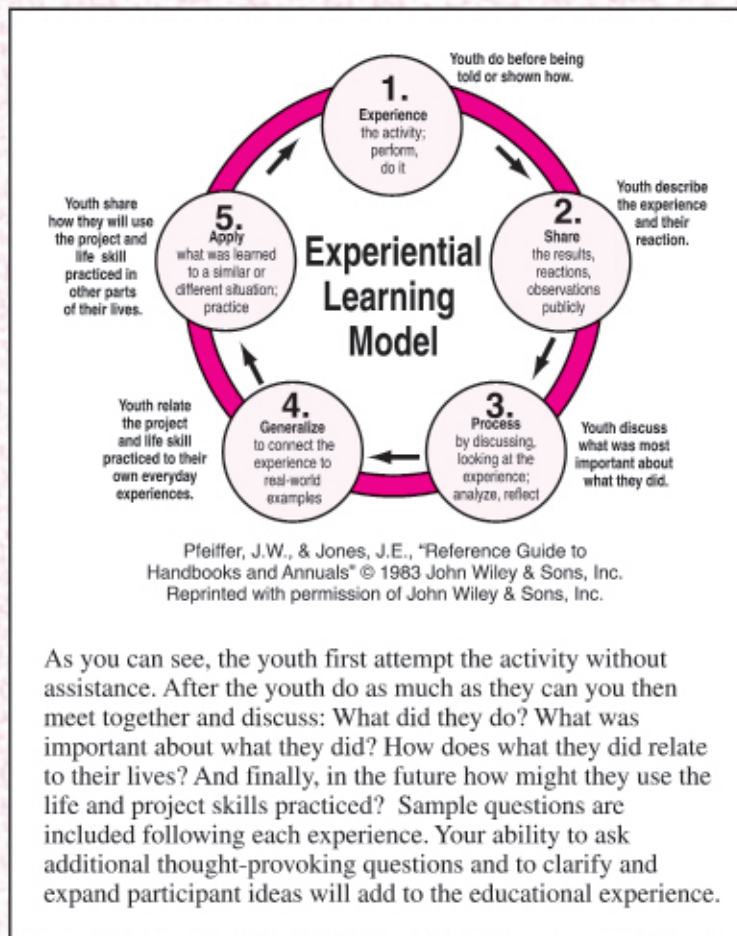 1.
Experience
the activity;
perform,
do it
Youth do before being
told or shown how.
2.
Share
the results,
reactions,
observations
publicly
Youth describe
the experience
and their
reaction.
3.
Process
by discussing,
looking at the
experience;
analyze, reflect
Youth discuss
what was most
important about
what they did.
4.
Generalize
to connect the
experience to
real-world
examples
Youth relate
the project
and life skill
practiced to their
own everyday
experiences.
5.
Apply
what was learned
to a similar or
different situation;
practice
Youth share
how they will use
the project and
life skill
practiced in
other parts
of their lives.
Experiential
Learning
Model
Pfeiffer, J.W., & Jones, J.E., “Reference Guide to
Handbooks and Annuals” © 1983 John Wiley & Sons, Inc.
Reprinted with permission of John Wiley & Sons, Inc.
As you can see, the youth first attempt the activity without
assistance. After the youth do as much as they can you then
meet together and discuss: What did they do? What was
important about what they did? How does what they did relate
to their lives? And finally, in the future how might they use the
life and project skills practiced? Sample questions are
included following each experience. Your ability to ask
additional thought-provoking questions and to clarify and
expand participant ideas will add to the educational experience.